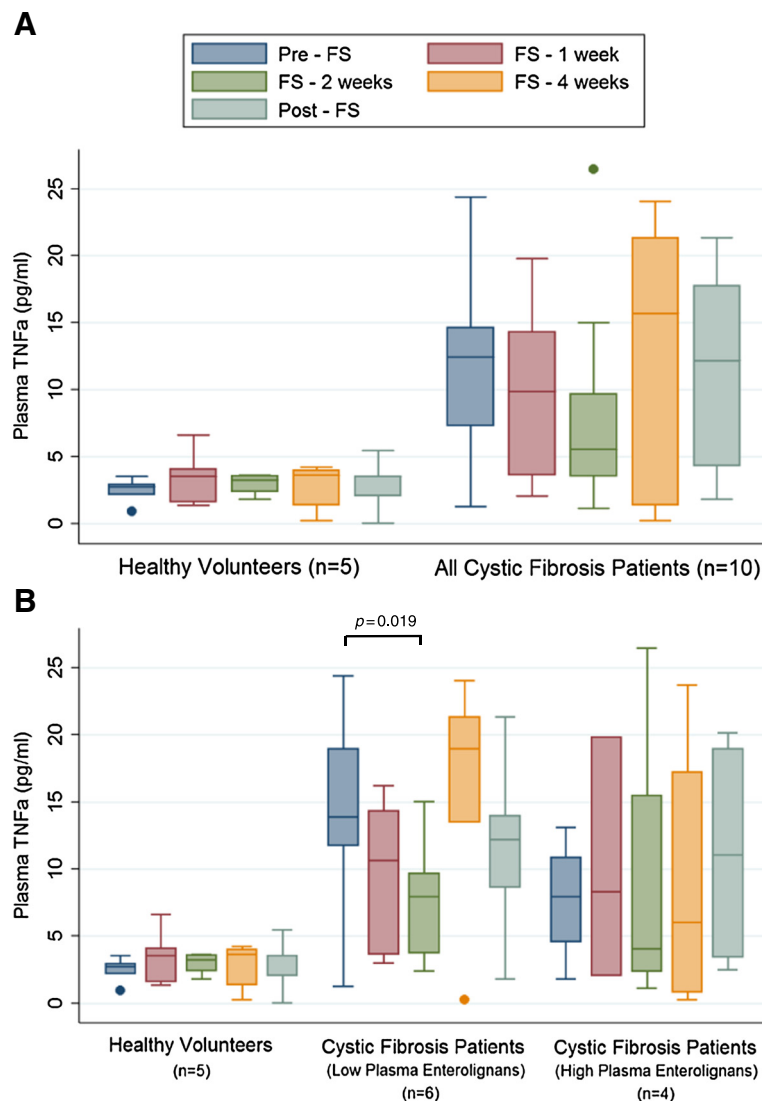 A
Pre - FS
FS - 1 week
FS - 2 weeks
FS - 4 weeks
Post - FS
Plasma TNFa (pg/ml)
25
20
15
10
5
0
Healthy Volunteers (n=5)
All Cystic Fibrosis Patients (n=10)
B
p=0.019
Plasma TNFa (pg/ml)
25
20
15
10
5
0
Healthy Volunteers
(n=5)
Cystic Fibrosis Patients
(Low Plasma Enterolignans)
(n=6)
Cystic Fibrosis Patients
(High Plasma Enterolignans)
(n=4)